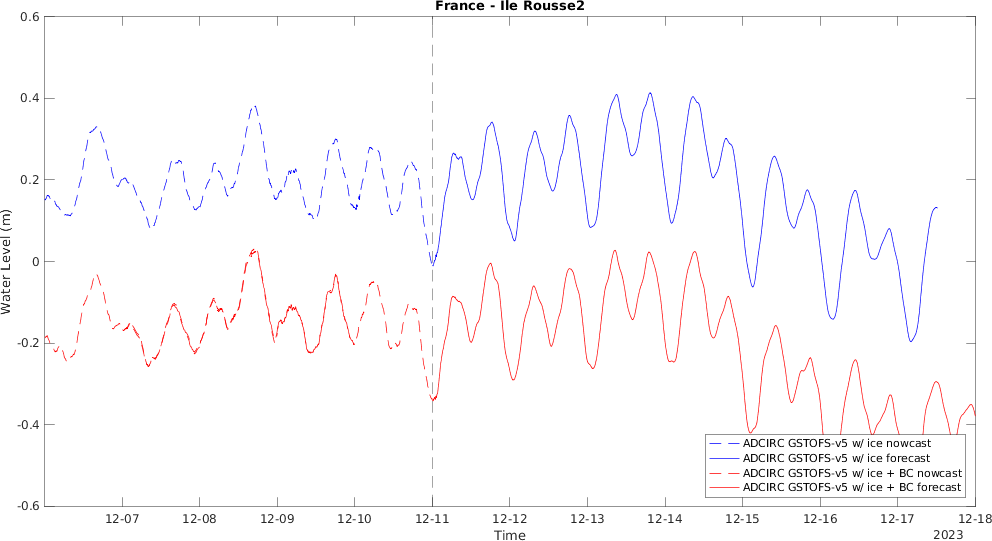 France - Ile Rousse2
Water Level (m)
0.6
0.4
0.2
0
-0.2
-0.4
-0.6
ADCIRC GSTOFS-v5 w/ ice nowcast
ADCIRC GSTOFS-v5 w/ ice forecast
ADCIRC GSTOFS-v5 w/ ice + BC nowcast
ADCIRC GSTOFS-v5 w/ ice + BC forecast
12-07 12-08 12-09 12-10 12-11 12-12 12-13 12-14 12-15 12-16 12-17 12-18
Time
2023